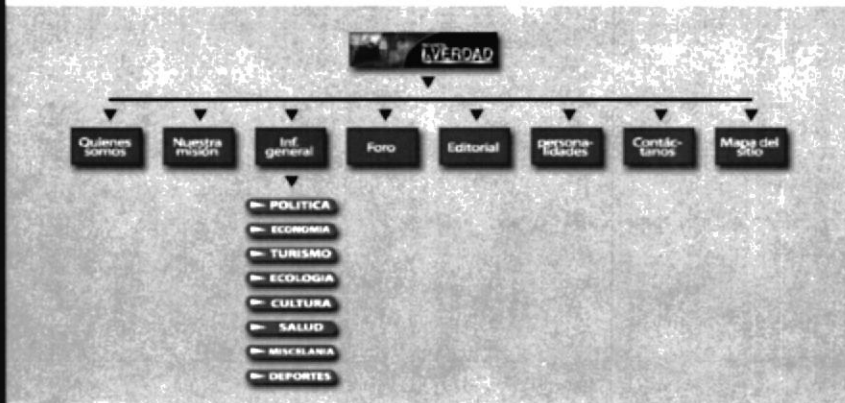 VERDAD
Quienes
somos
Nuestra
misión
Inf.
general
Foro
Editorial
persona-
lidades
Contác-
tanos
Mapa del
sitio
POLITICA
ECONOMIA
TURISMO
ECOLOGIA
CULTURA
SALUD
MISCELANIA
DEPORTES